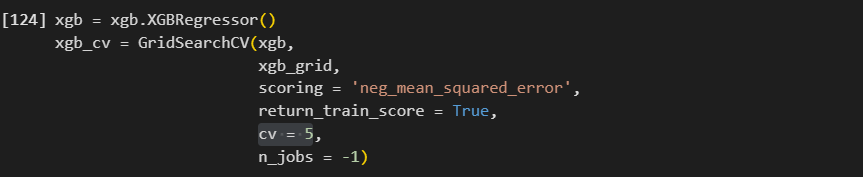 [124] xgb = xgb.XGBRegressor()
xgb_cv = GridSearchCV(xgb,
xgb_grid,
scoring = 'neg_mean_squared_error',
return_train_score = True,
cv = 5,
n_jobs = -1)